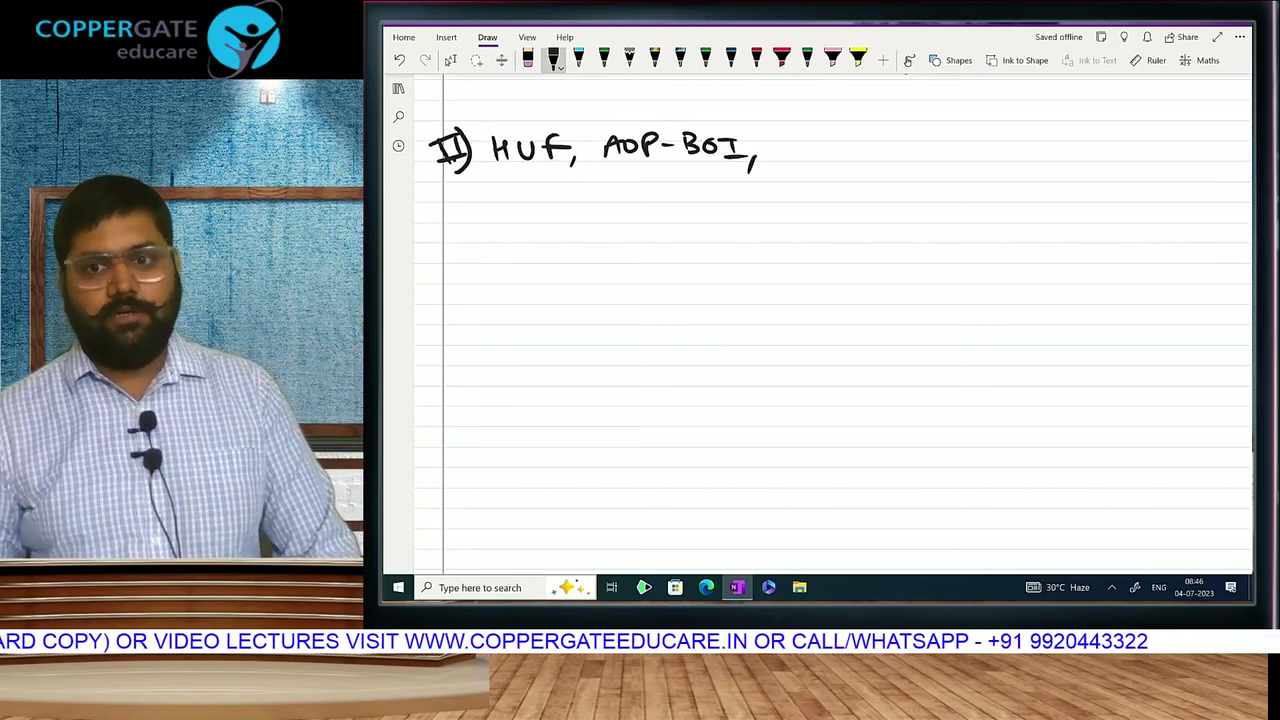 COPPERGATE
educare
Home Insert Draw View Help
Saved offline
Share
Shapes Ink to Shape Ink to Text Ruler Maths
II) HUF, AOP-BOI,
Type here to search
30°C Haze
ENG
08:46
04-07-2023
ARD COPY) OR VIDEO LECTURES VISIT WWW.COPPERGATEEDUCARE.IN OR CALL/WHATSAPP - +91 9920443322